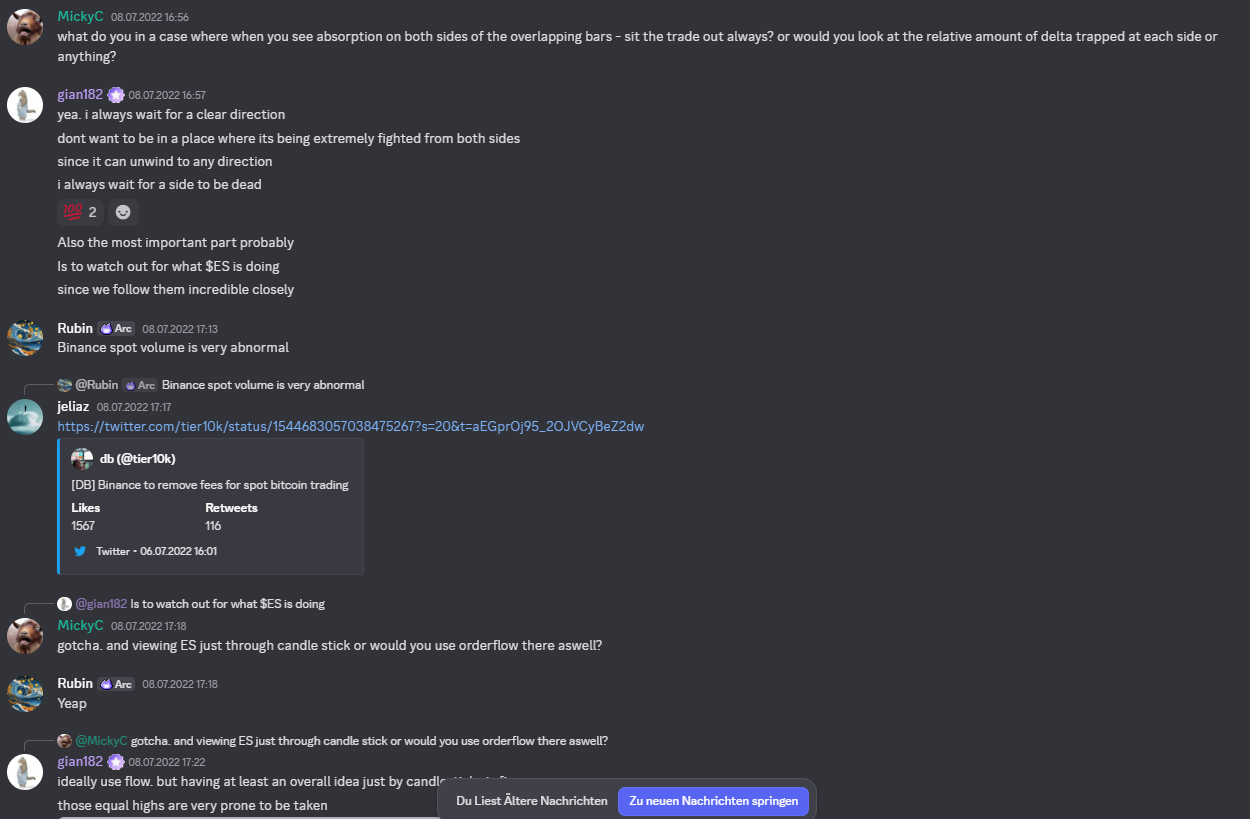 MickyC 08.07.2022 16:56
what do you in a case where when you see absorption on both sides of the overlapping bars - sit the trade out always? or would you look at the relative amount of delta trapped at each side or
anything?
gian182 08.07.2022 16:57
yea. i always wait for a clear direction
dont want to be in a place where its being extremely fighted from both sides
since it can unwind to any direction
i always wait for a side to be dead
100 2
Also the most important part probably
Is to watch out for what $ES is doing
since we follow them incredible closely
Rubin Arc 08.07.2022 17:13
Binance spot volume is very abnormal
@Rubin Arc Binance spot volume is very abnormal
jeliaz 08.07.2022 17:17
https://twitter.com/tier10k/status/1544683057038475267?s=20&t=aEGprOj95_2OJVCyBeZ2dw
db (@tier10k)
[DB] Binance to remove fees for spot bitcoin trading
Likes Retweets
1567 116
Twitter • 06.07.2022 16:01
@gian182 Is to watch out for what $ES is doing
MickyC 08.07.2022 17:18
gotcha. and viewing ES just through candle stick or would you use orderflow there aswell?
Rubin Arc 08.07.2022 17:18
Yeap
@MickyC gotcha. and viewing ES just through candle stick or would you use orderflow there aswell?
gian182 08.07.2022 17:22
ideally use flow. but having at least an overall idea just by candle
those equal highs are very prone to be taken
Du Liest Ältere Nachrichten Zu neuen Nachrichten springen